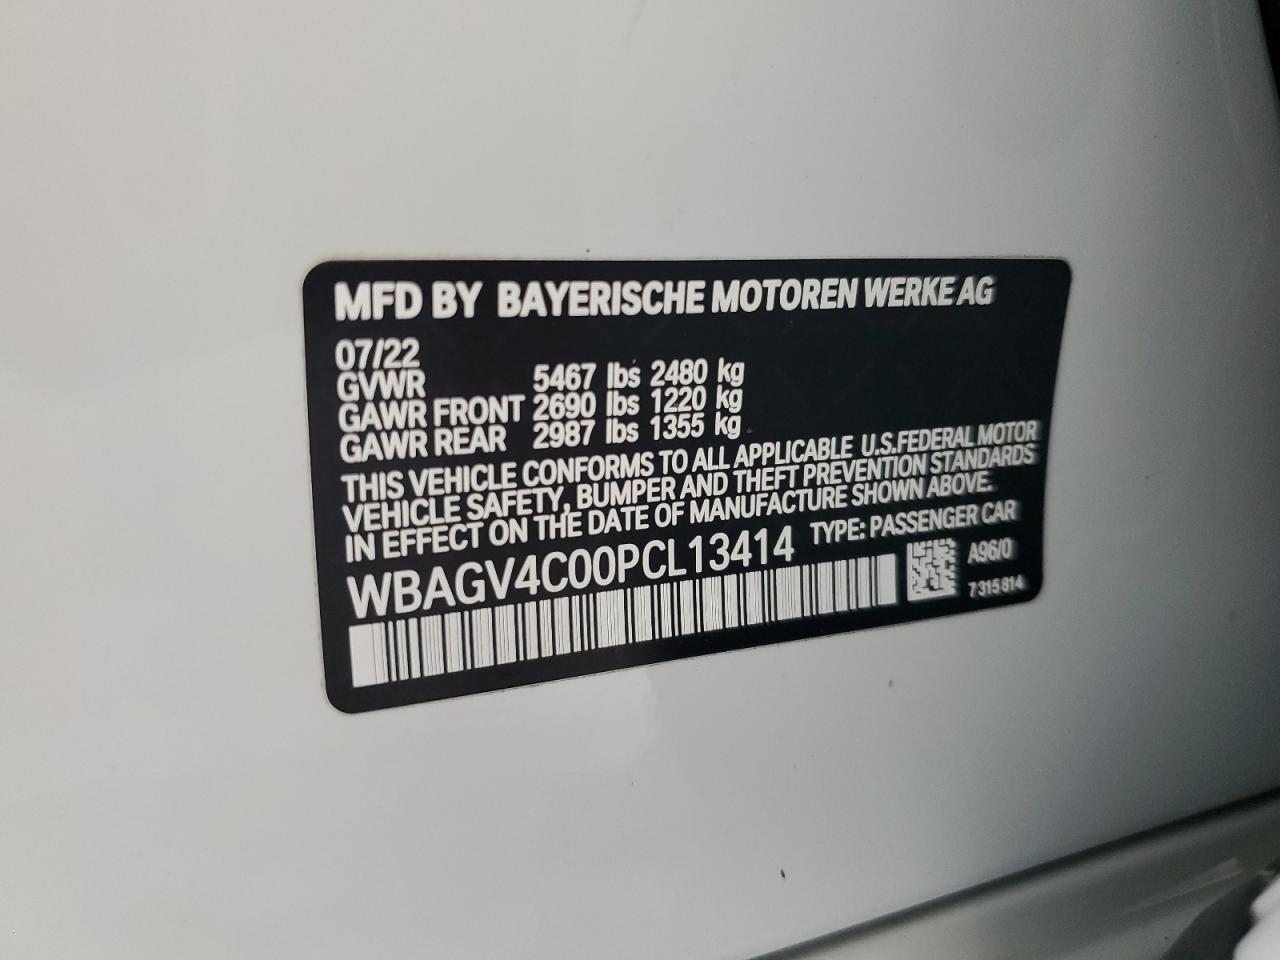 MFD BY BAYERISCHE MOTOREN WERKE AG
07/22
GVWR 5467 lbs 2480 kg
GAWR FRONT 2690 lbs 1220 kg
GAWR REAR 2987 lbs 1355 kg
THIS VEHICLE CONFORMS TO ALL APPLICABLE U.S.FEDERAL MOTOR
VEHICLE SAFETY, BUMPER AND THEFT PREVENTION STANDARDS
IN EFFECT ON THE DATE OF MANUFACTURE SHOWN ABOVE.
WBAGV4C00PCL13414 TYPE: PASSENGER CAR
A96/0
7 315 814